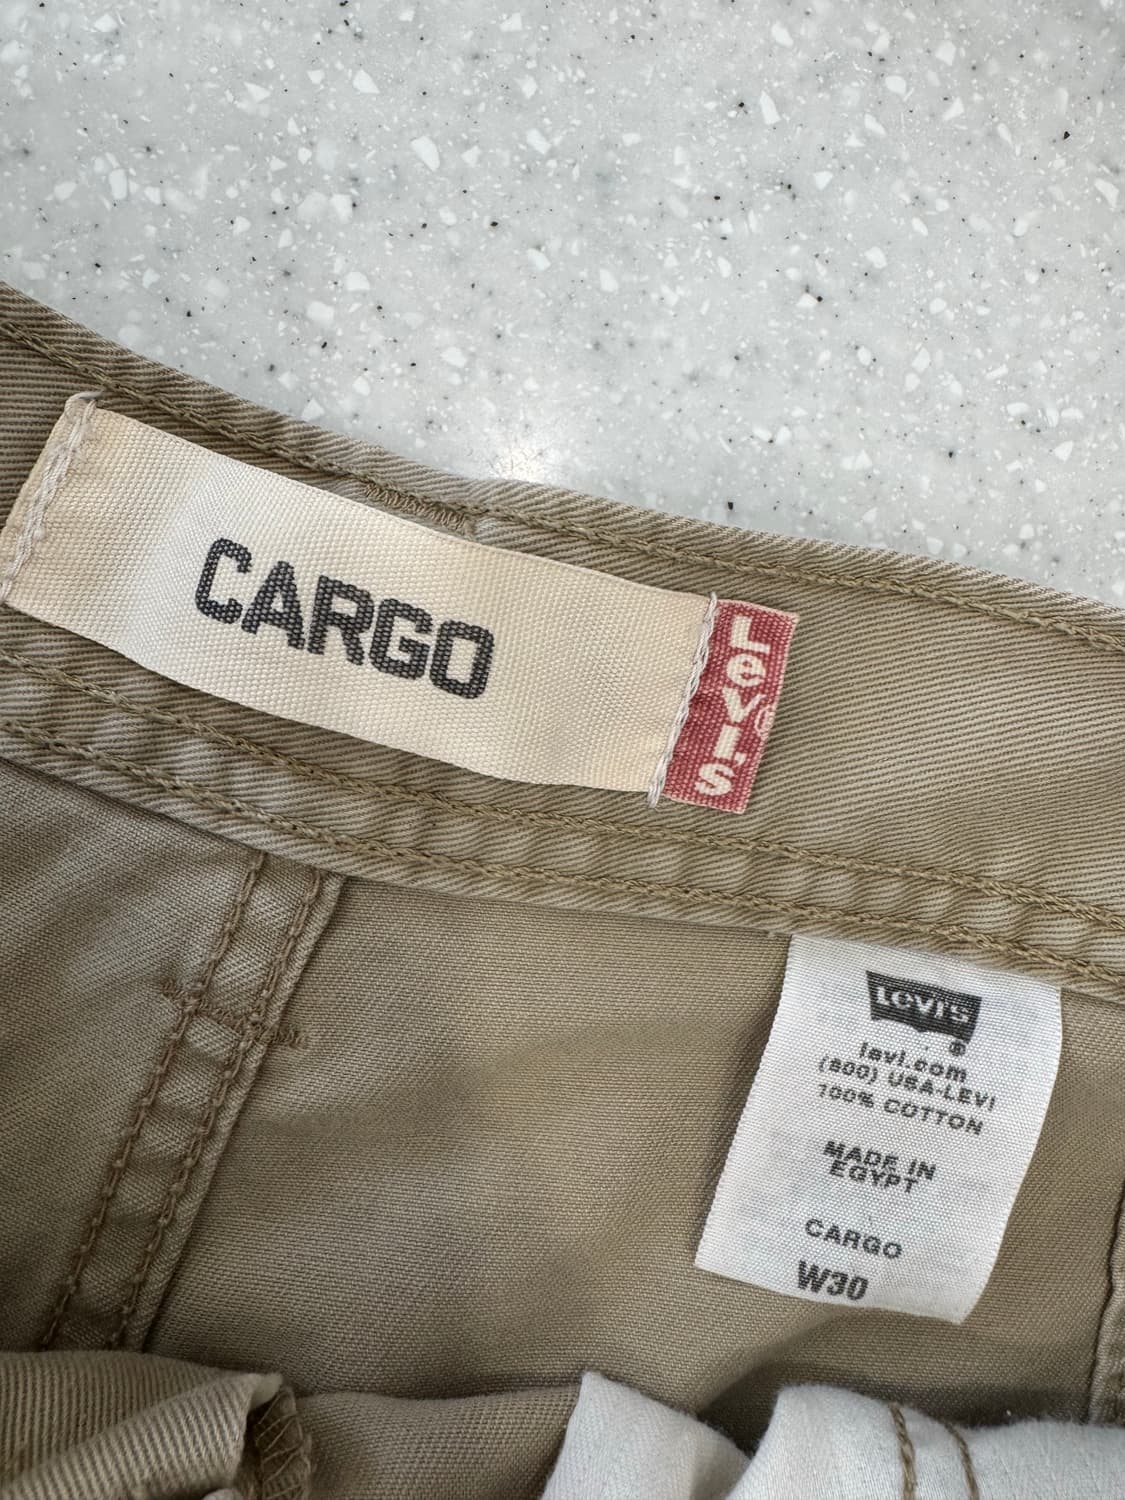 CARGO
Levi's®
Levi's
®
levi.com
(800) USA-LEVI
100% COTTON
MADE IN
EGYPT
CARGO
W30